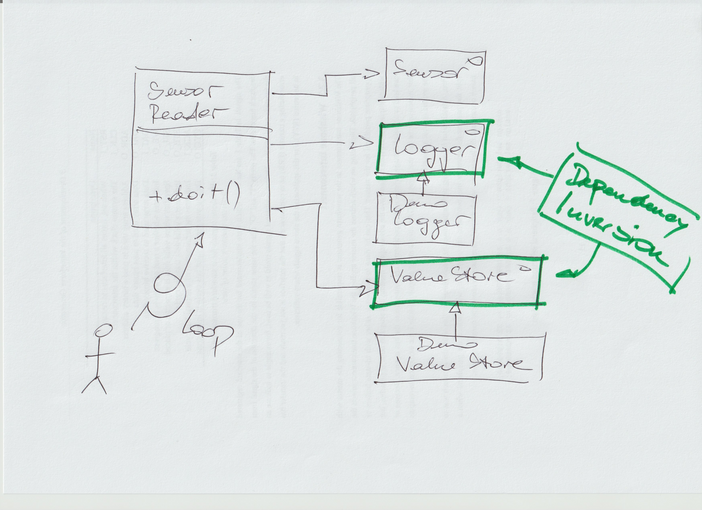 Sensor
Reader
+doit()
Sensor
Logger
Demo
Logger
Value Store
Demo
Value Store
Loop
Dependency
Inversion